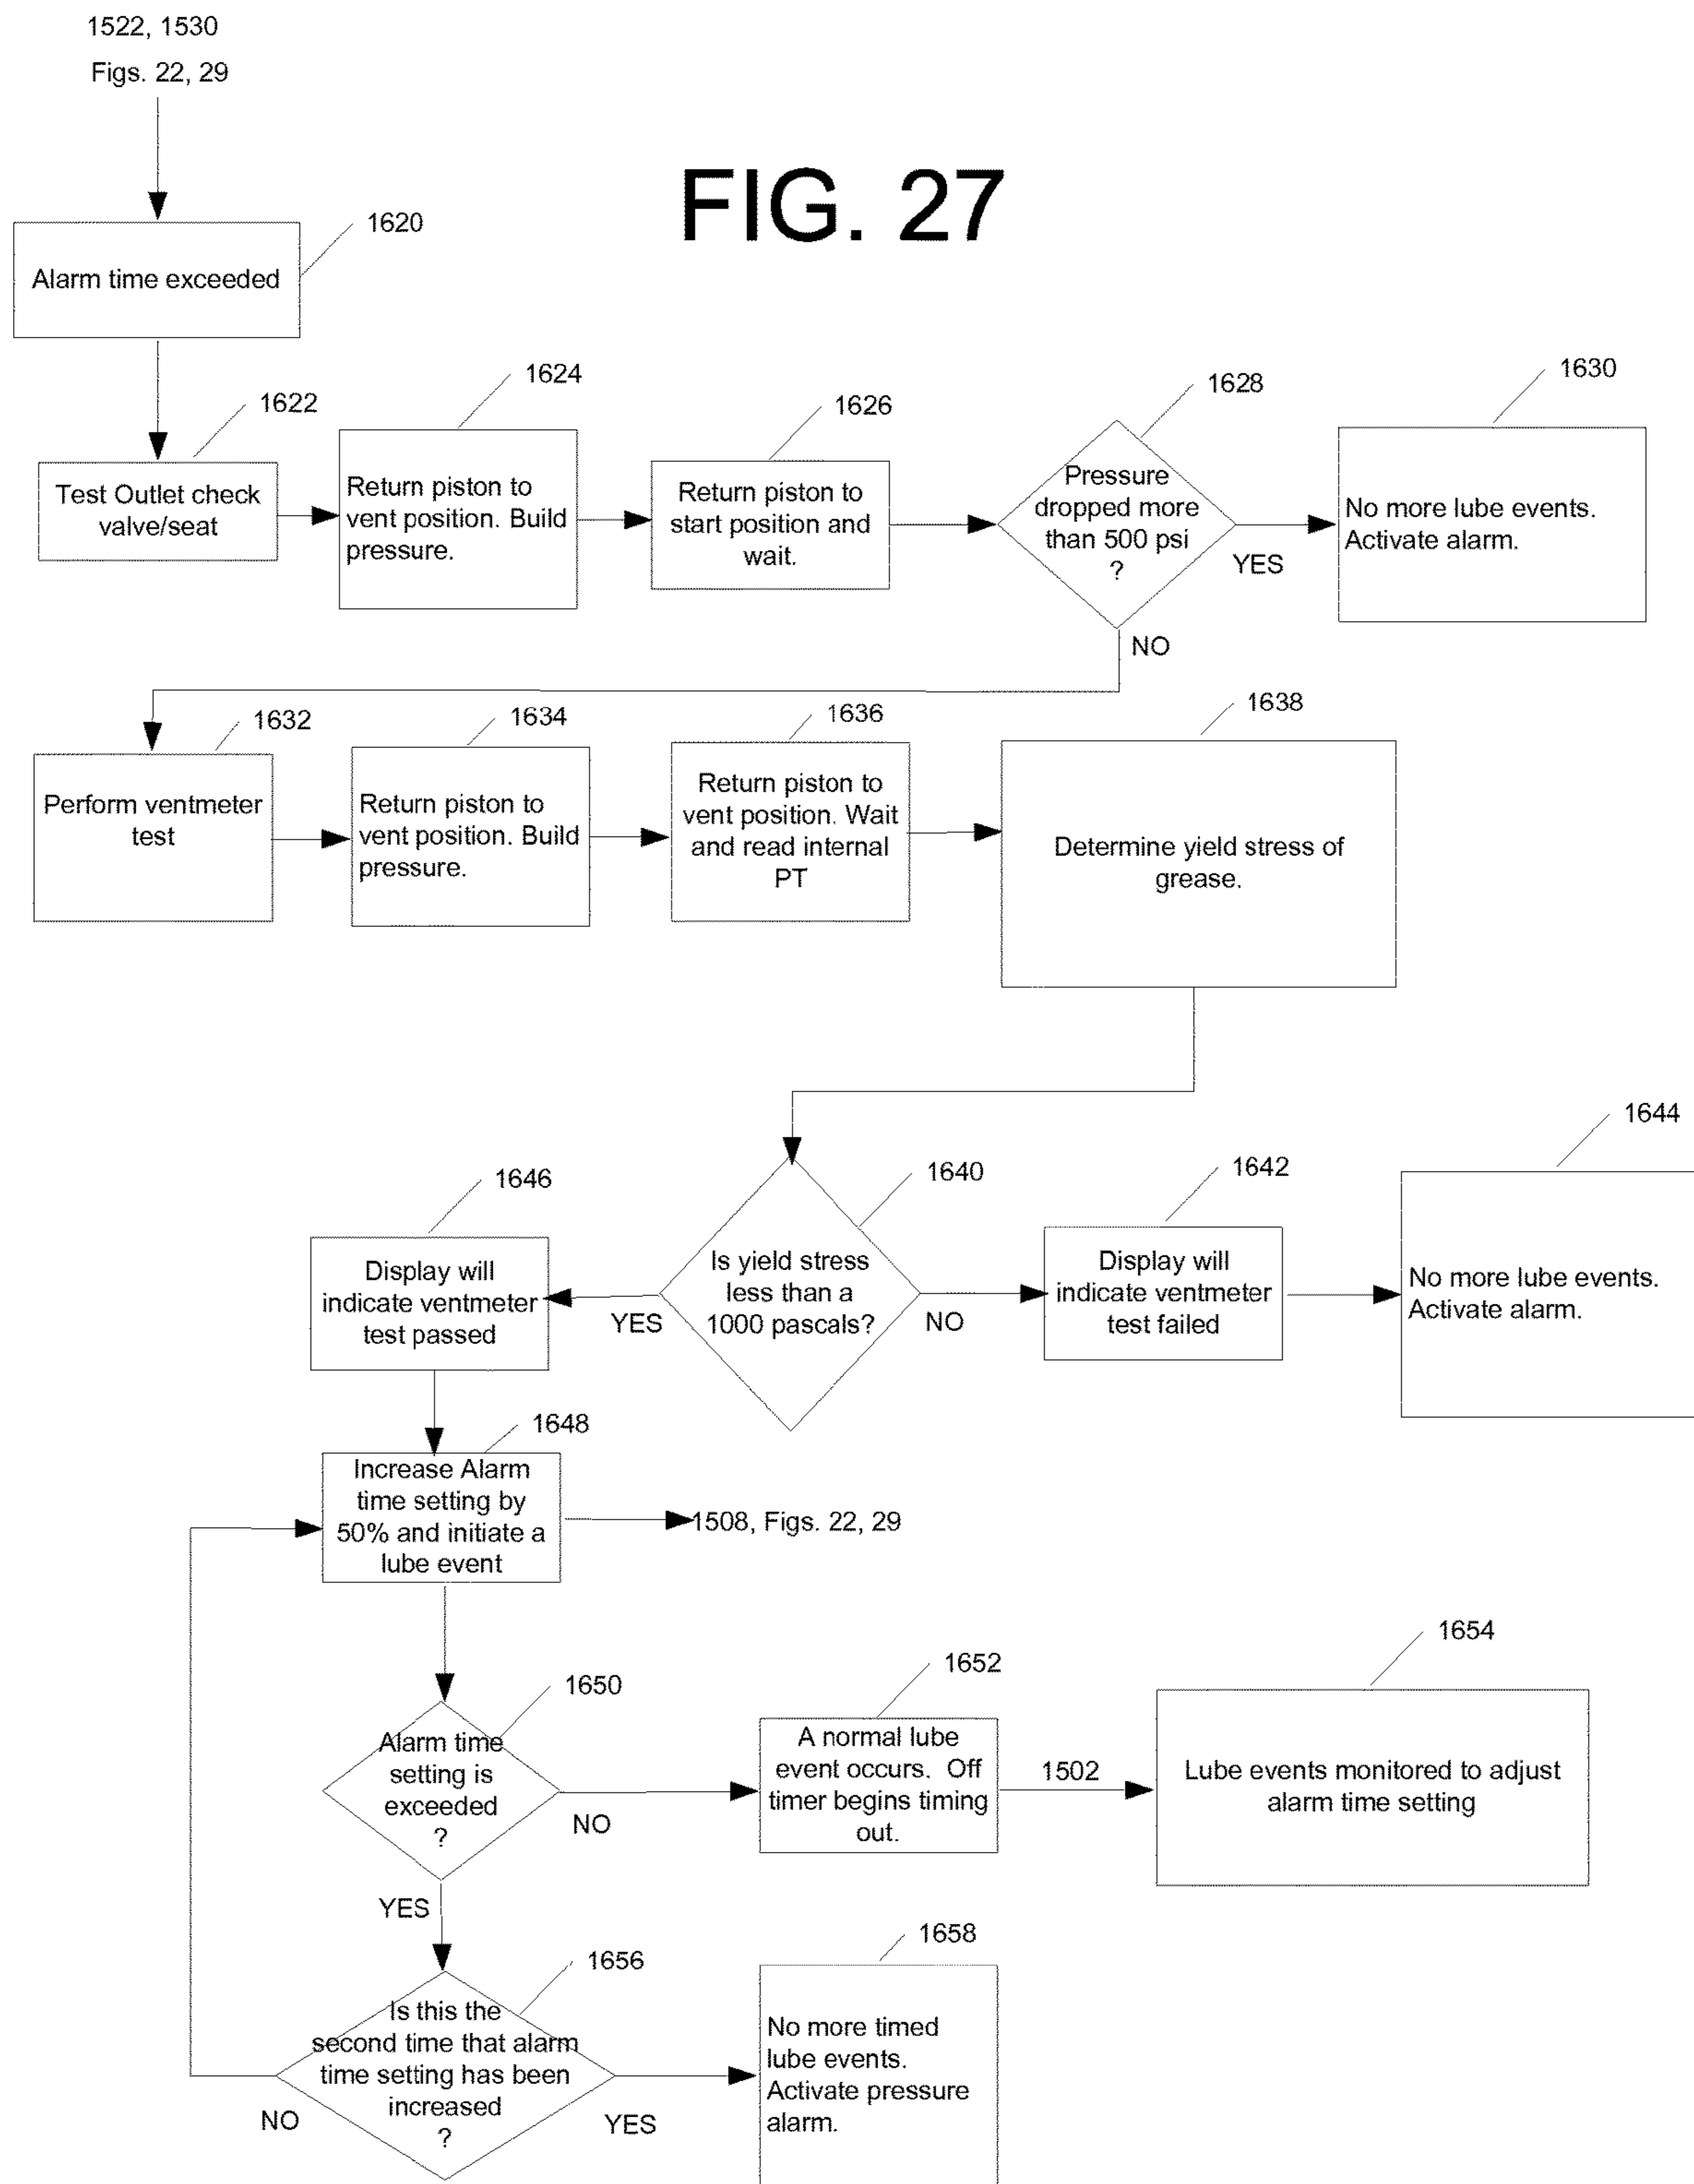 1522, 1530
Figs. 22, 29
FIG. 27
1620
Alarm time exceeded
1622
Test Outlet check
valve/seat
1624
Return piston to
vent position. Build
pressure.
1626
Return piston to
start position and
wait.
1628
Pressure
dropped more
than 500 psi
?
YES
NO
1630
No more lube events.
Activate alarm.
1632
Perform ventmeter
test
1634
Return piston to
vent position. Build
pressure.
1636
Return piston to
vent position. Wait
and read internal
PT
1638
Determine yield stress of
grease.
1640
Is yield stress
less than a
1000 pascals?
YES
NO
1642
Display will
indicate ventmeter
test failed
1644
No more lube events.
Activate alarm.
1646
Display will
indicate ventmeter
test passed
1648
Increase Alarm
time setting by
50% and initiate a
lube event
1508, Figs. 22, 29
1650
Alarm time
setting is
exceeded
?
NO
YES
1652
A normal lube
event occurs. Off
timer begins timing
out.
1502
1654
Lube events monitored to adjust
alarm time setting
1656
Is this the
second time that alarm
time setting has been
increased
?
NO
YES
1658
No more timed
lube events.
Activate pressure
alarm.